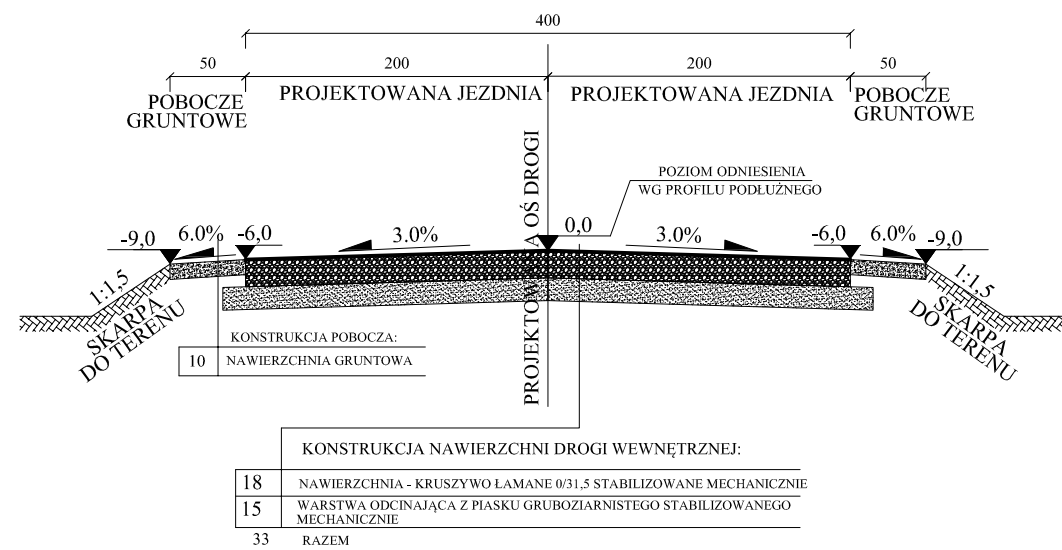 400
50 200 200 50
POBOCZE GRUNTOWE
PROJEKTOWANA JEZDNIA
PROJEKTOWANA JEZDNIA
POBOCZE GRUNTOWE
PROJEKTOWANA OŚ DROGI
POZIOM ODNIESIENIA
WG PROFILU PODŁUŻNEGO
-9,0 6.0% -6,0 3.0% 0,0 3.0% -6,0 6.0% -9,0
1:1,5
SKARPA
DO TERENU
1:1,5
SKARPA
DO TERENU
KONSTRUKCJA POBOCZA:
10 NAWIERZCHNIA GRUNTOWA
KONSTRUKCJA NAWIERZCHNI DROGI WEWNĘTRZNEJ:
18 NAWIERZCHNIA - KRUSZYWO ŁAMANE 0/31,5 STABILIZOWANE MECHANICZNIE
15 WARSTWA ODCINAJĄCA Z PIASKU GRUBOZIARNISTEGO STABILIZOWANEGO
MECHANICZNIE
33 RAZEM